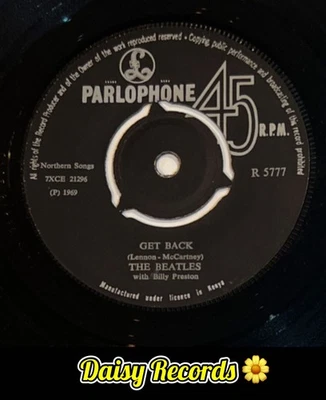 All rights of the Record Producer and of the Owner of the work reproduced reserved • Copying, public performance and broadcasting of this record prohibited
TRADE MARK
PARLOPHONE 45
R.P.M.
Northern Songs
R 5777
7XCE 21296
(P) 1969
GET BACK
(Lennon - McCartney)
THE BEATLES
with Billy Preston
Manufactured under licence in Kenya
Daisy Records 🌼